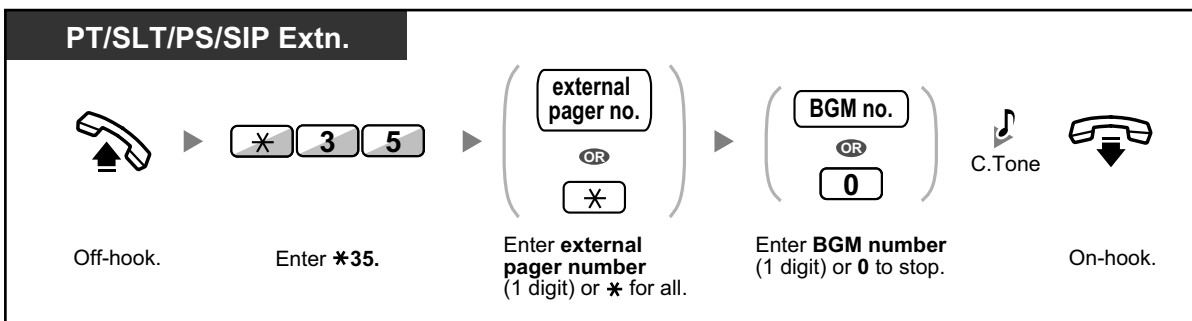 PT/SLT/PS/SIP Extn.
external
pager no.
OR
*
BGM no.
OR
0
* 3 5
C.Tone
Off-hook.
Enter *35.
Enter external
pager number
(1 digit) or * for all.
Enter BGM number
(1 digit) or 0 to stop.
On-hook.